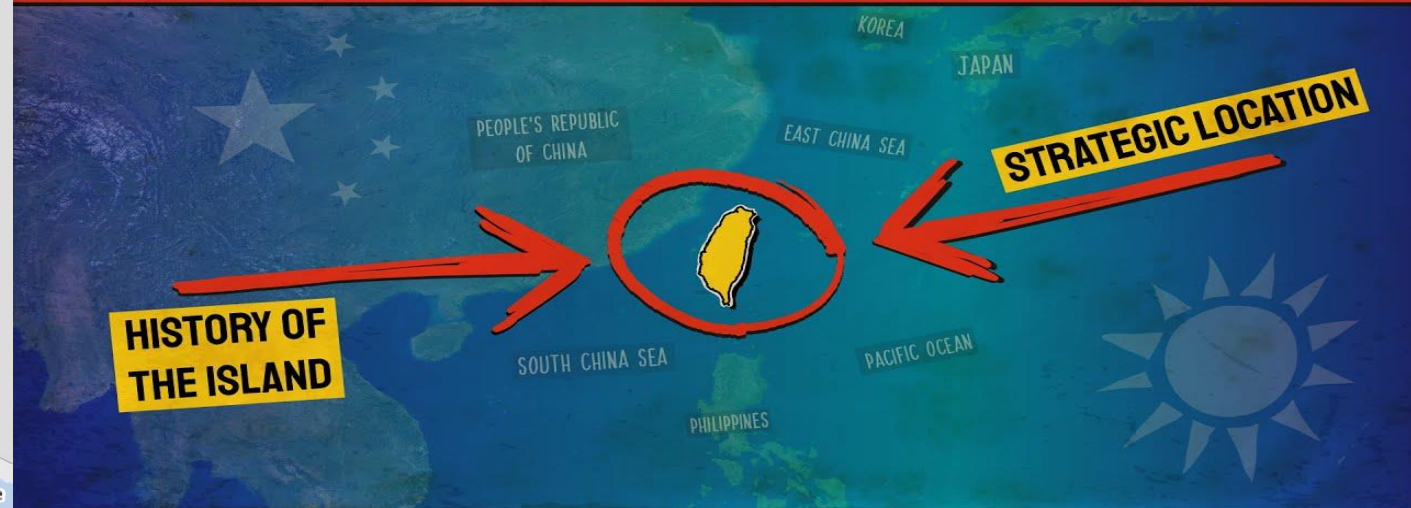 KOREA
JAPAN
STRATEGIC LOCATION
PEOPLE'S REPUBLIC
OF CHINA
EAST CHINA SEA
HISTORY OF
THE ISLAND
SOUTH CHINA SEA
PACIFIC OCEAN
PHILIPPINES